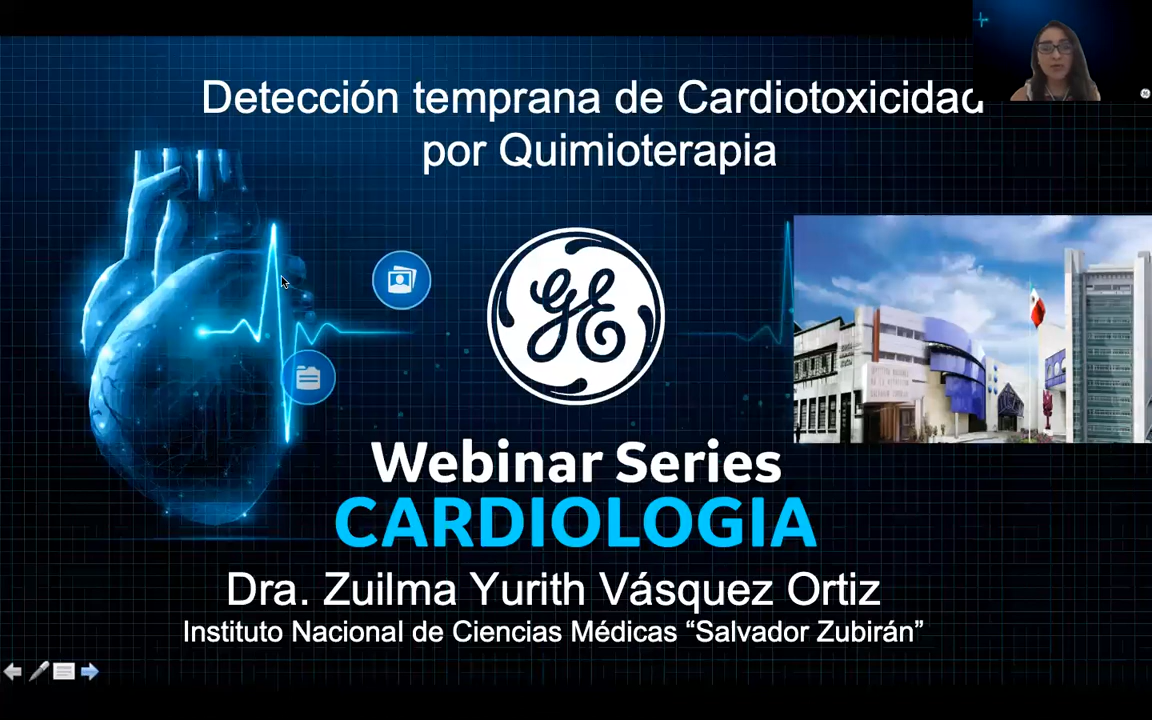 Detección temprana de Cardiotoxicidad
por Quimioterapia
GE
Webinar Series
CARDIOLOGIA
Dra. Zuilma Yurith Vásquez Ortiz
Instituto Nacional de Ciencias Médicas “Salvador Zubirán”